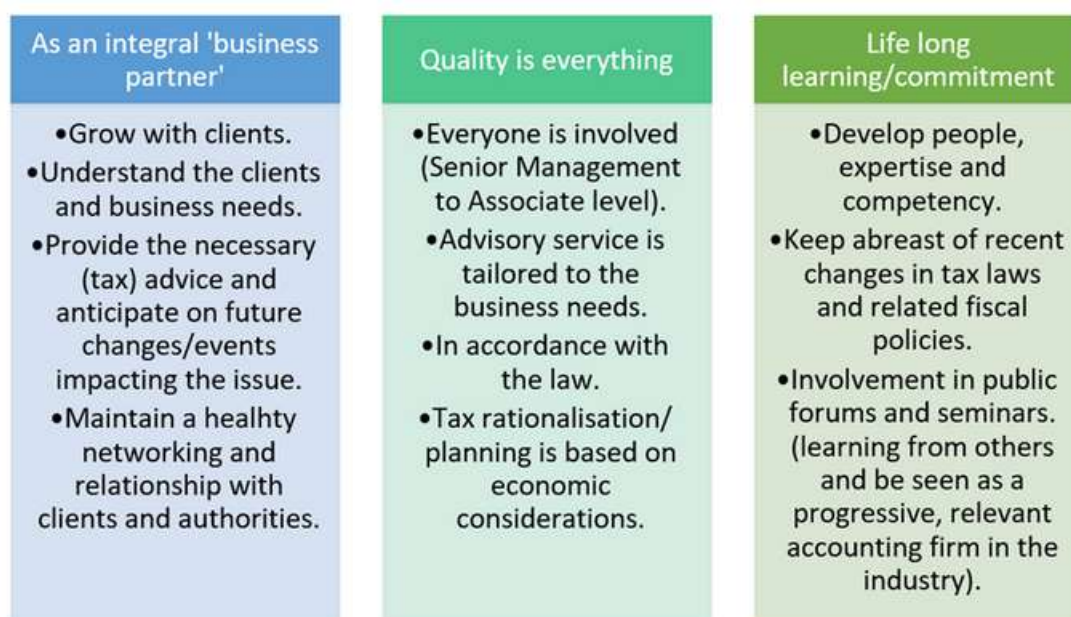 As an integral 'business
partner'
•Grow with clients.
•Understand the clients
and business needs.
•Provide the necessary
(tax) advice and
anticipate on future
changes/events
impacting the issue.
•Maintain a healhty
networking and
relationship with
clients and authorities.
Quality is everything
•Everyone is involved
(Senior Management
to Associate level).
•Advisory service is
tailored to the
business needs.
•In accordance with
the law.
•Tax rationalisation/
planning is based on
economic
considerations.
Life long
learning/commitment
•Develop people,
expertise and
competency.
•Keep abreast of recent
changes in tax laws
and related fiscal
policies.
•Involvement in public
forums and seminars.
(learning from others
and be seen as a
progressive, relevant
accounting firm in the
industry).